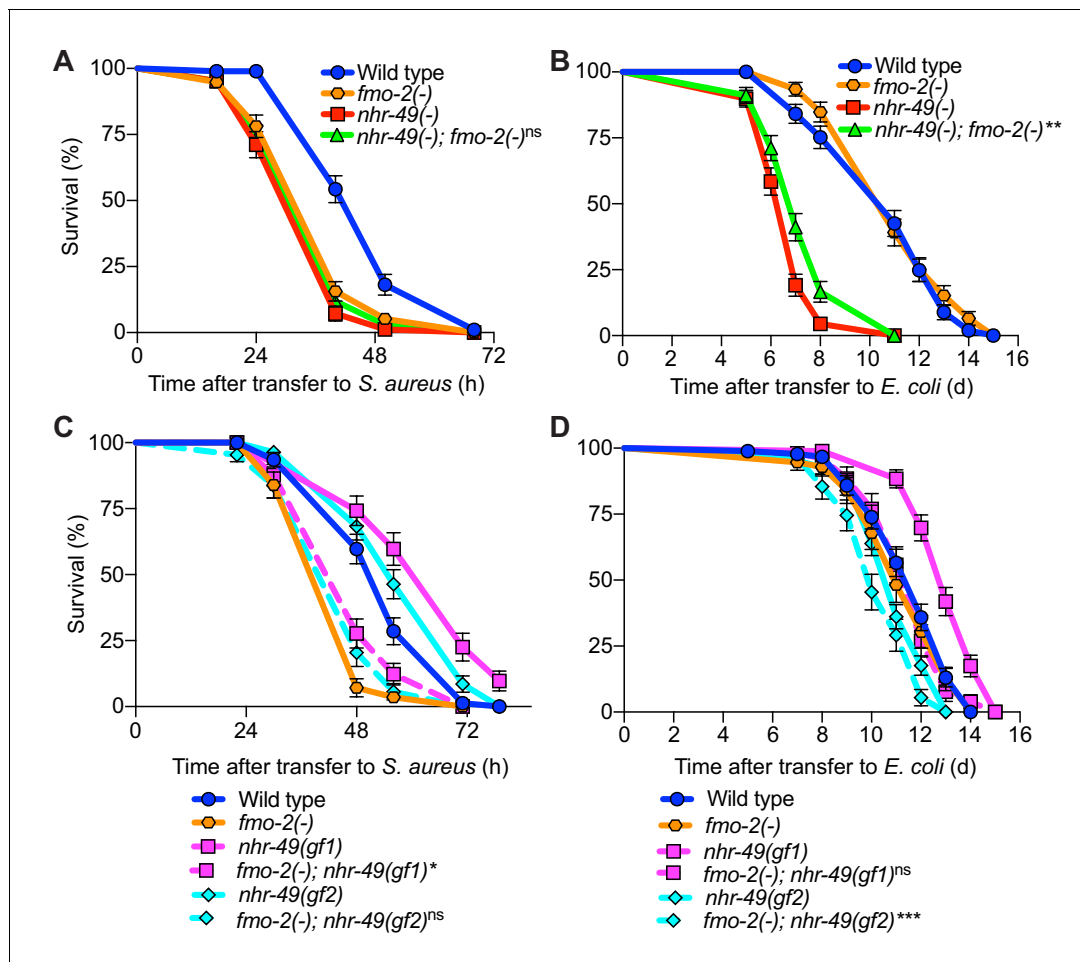 A
100
75
50
25
0
Survival (%)
0 24 48 72
Time after transfer to S. aureus (h)
Wild type
fmo-2(-)
nhr-49(-)
nhr-49(-); fmo-2(-)ns
B
100
75
50
25
0
0 2 4 6 8 10 12 14 16
Time after transfer to E. coli (d)
Wild type
fmo-2(-)
nhr-49(-)
nhr-49(-); fmo-2(-)**
C
100
75
50
25
0
Survival (%)
0 24 48 72
Time after transfer to S. aureus (h)
Wild type
fmo-2(-)
nhr-49(gf1)
fmo-2(-); nhr-49(gf1)*
nhr-49(gf2)
fmo-2(-); nhr-49(gf2)ns
D
100
75
50
25
0
0 2 4 6 8 10 12 14 16
Time after transfer to E. coli (d)
Wild type
fmo-2(-)
nhr-49(gf1)
fmo-2(-); nhr-49(gf1)ns
nhr-49(gf2)
fmo-2(-); nhr-49(gf2)***